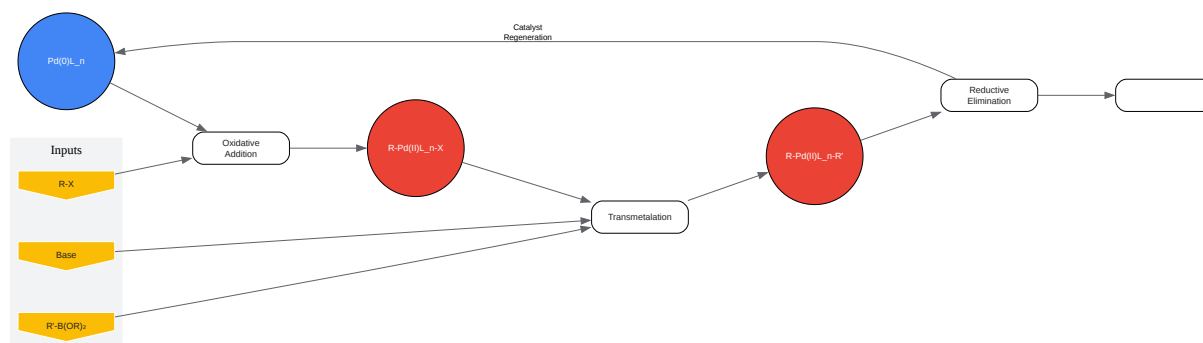 Catalyst
Regeneration
Pd(0)L_n
Reductive
Elimination
Oxidative
Addition
Inputs
R-Pd(II)L_n-X
R-Pd(II)L_n-R'
R-X
Transmetalation
Base
R'-B(OR)₂